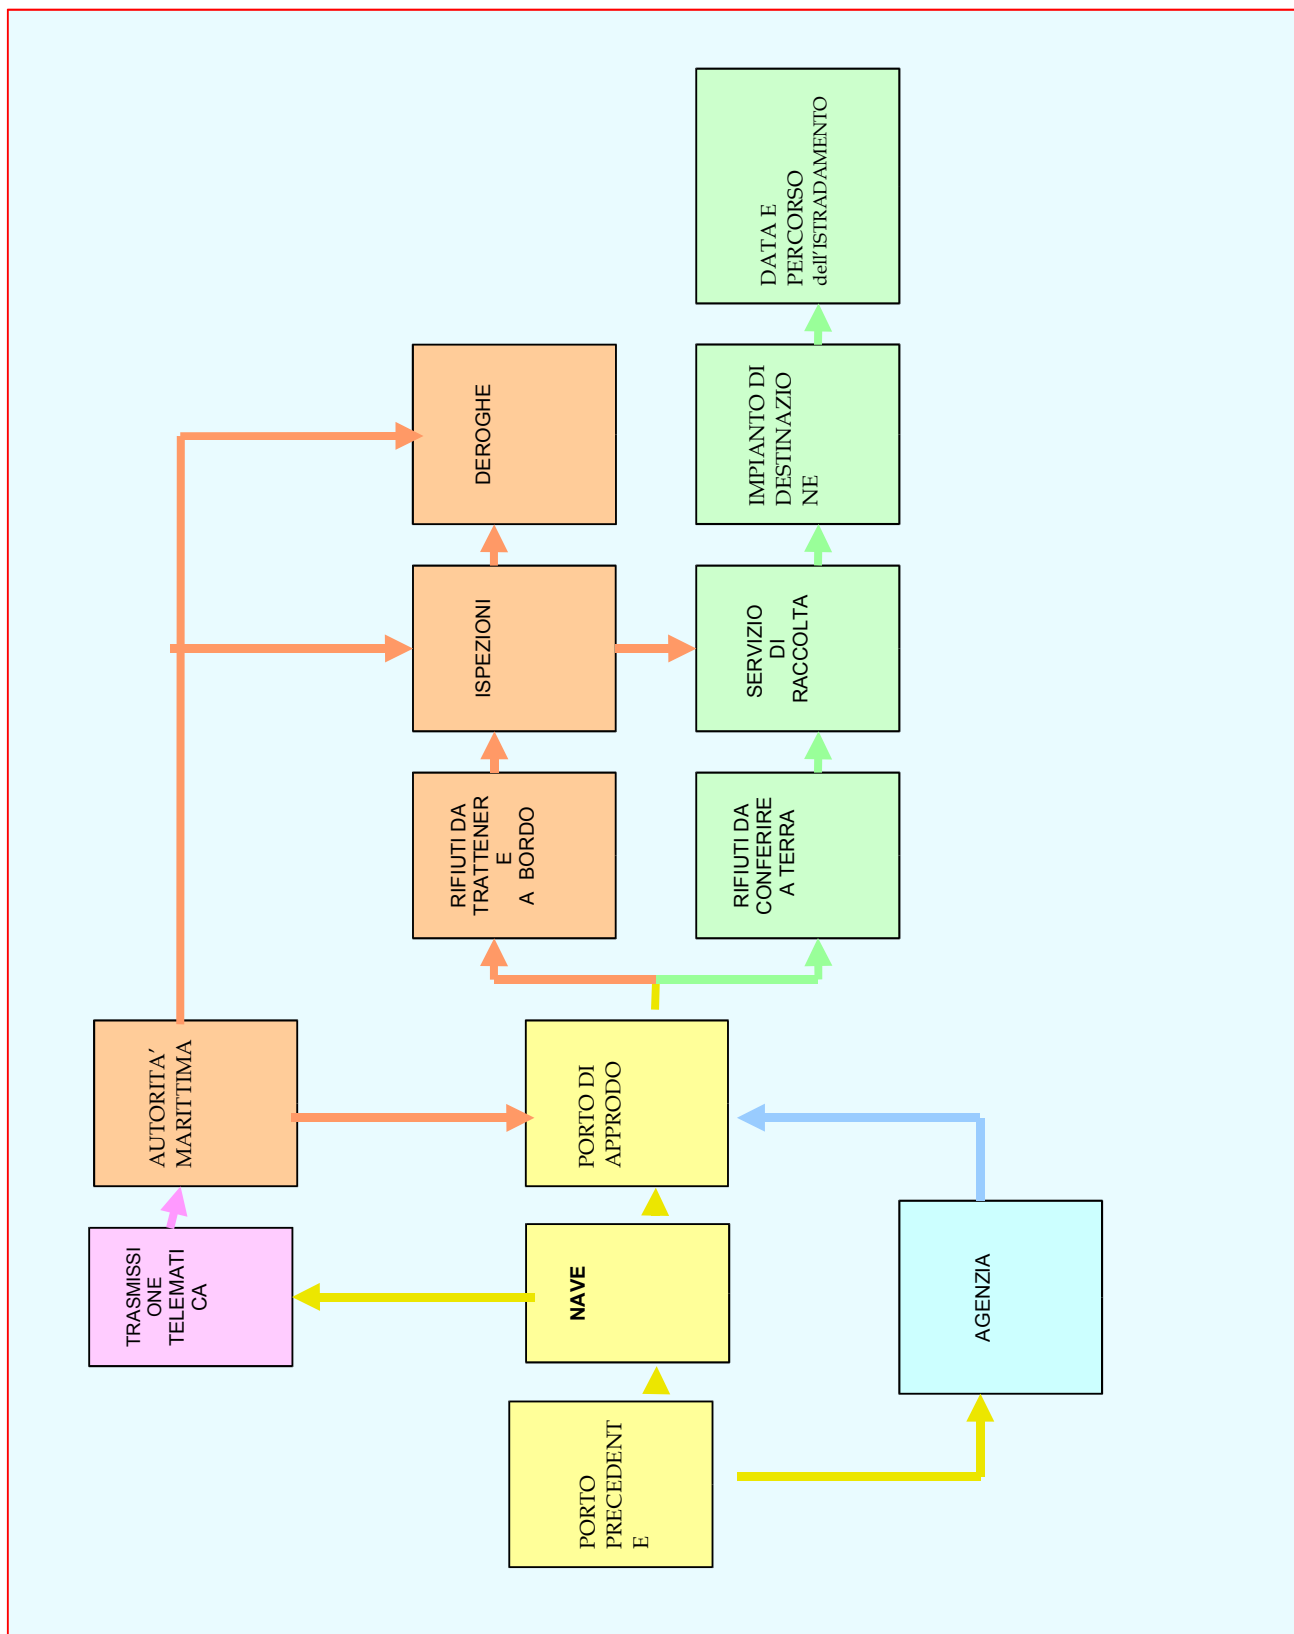 TRASMISSI
ONE
TELEMATI
CA
AUTORITA’
MARITTIMA
PORTO
PRECEDENT
E
NAVE
PORTO DI
APPRODO
AGENZIA
RIFIUTI DA
TRATTENER
E
A BORDO
ISPEZIONI
DEROGHE
RIFIUTI DA
CONFERIRE
A TERRA
SERVIZIO
DI
RACCOLTA
IMPIANTO DI
DESTINAZIO
NE
DATA E
PERCORSO
dell’ISTRADAMENTO